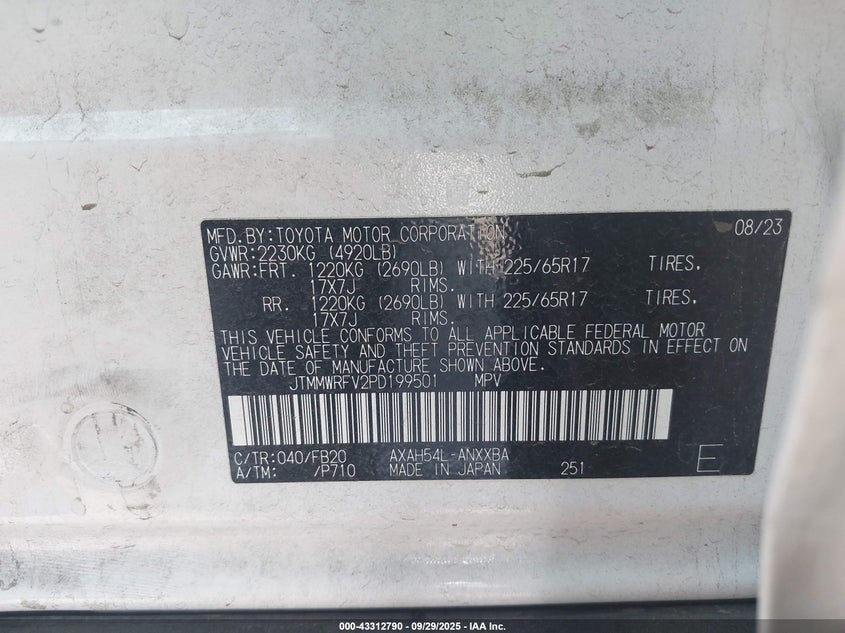 MFD.BY:TOYOTA MOTOR CORPORATION 08/23
GVWR:2230KG (4920LB)
GAWR:FRT. 1220KG (2690LB) WITH 225/65R17 TIRES,
17X7J RIMS.
RR. 1220KG (2690LB) WITH 225/65R17 TIRES,
17X7J RIMS.
THIS VEHICLE CONFORMS TO ALL APPLICABLE FEDERAL MOTOR
VEHICLE SAFETY AND THEFT PREVENTION STANDARDS IN EFFECT ON
THE DATE OF MANUFACTURE SHOWN ABOVE.
JTMMWRFV2PD199501 MPV
C/TR:040/FB20 AXAH54L-ANXXBA
A/TM: /P710 MADE IN JAPAN 251 E
000-43312790 - 09/29/2025 - IAA Inc.